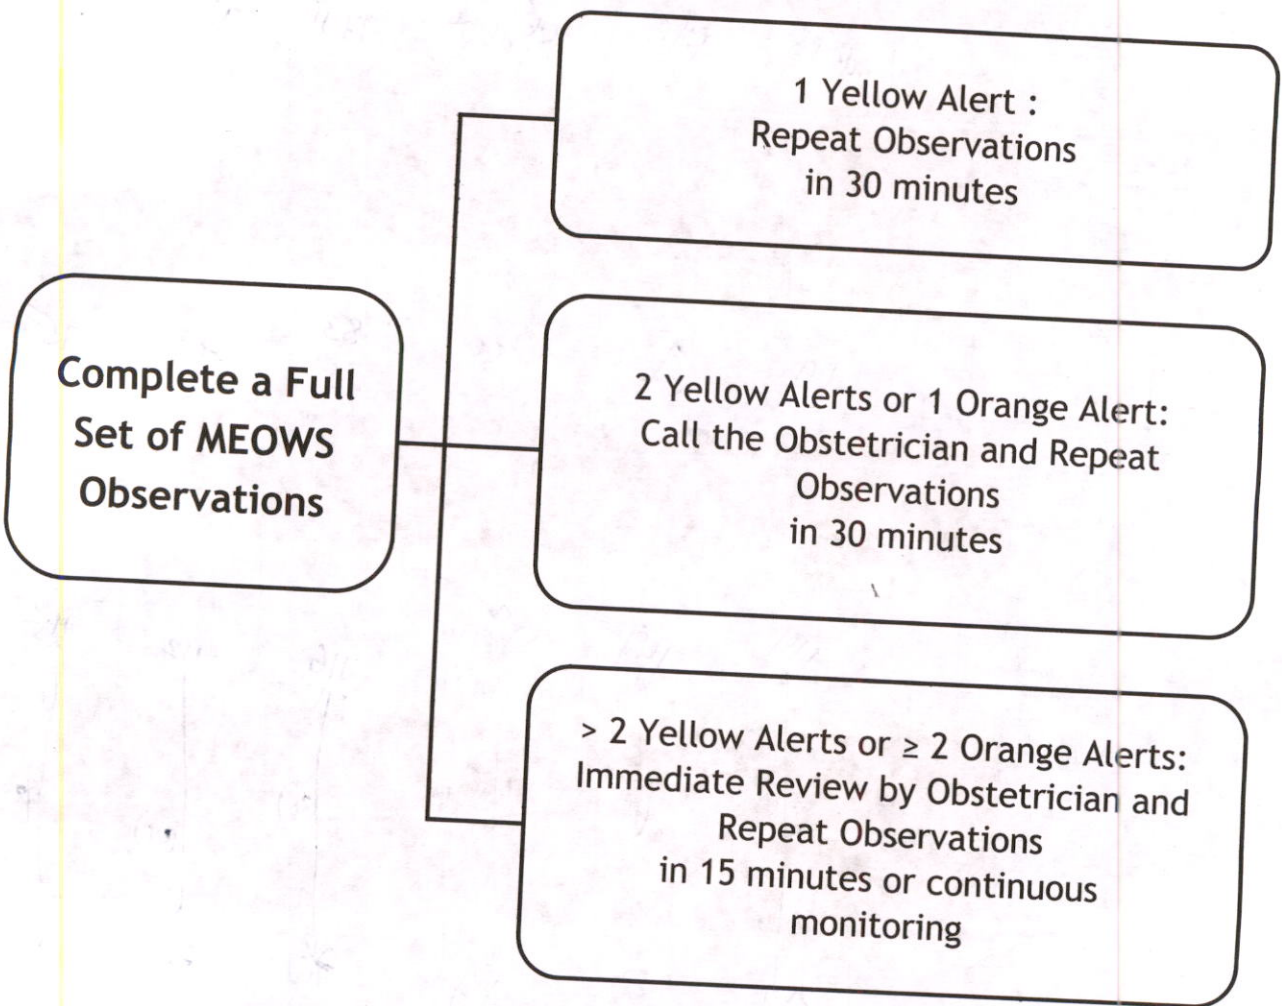 1 Yellow Alert :
Repeat Observations
in 30 minutes
Complete a Full
Set of MEOWS
Observations
2 Yellow Alerts or 1 Orange Alert:
Call the Obstetrician and Repeat
Observations
in 30 minutes
> 2 Yellow Alerts or ≥ 2 Orange Alerts:
Immediate Review by Obstetrician and
Repeat Observations
in 15 minutes or continuous
monitoring